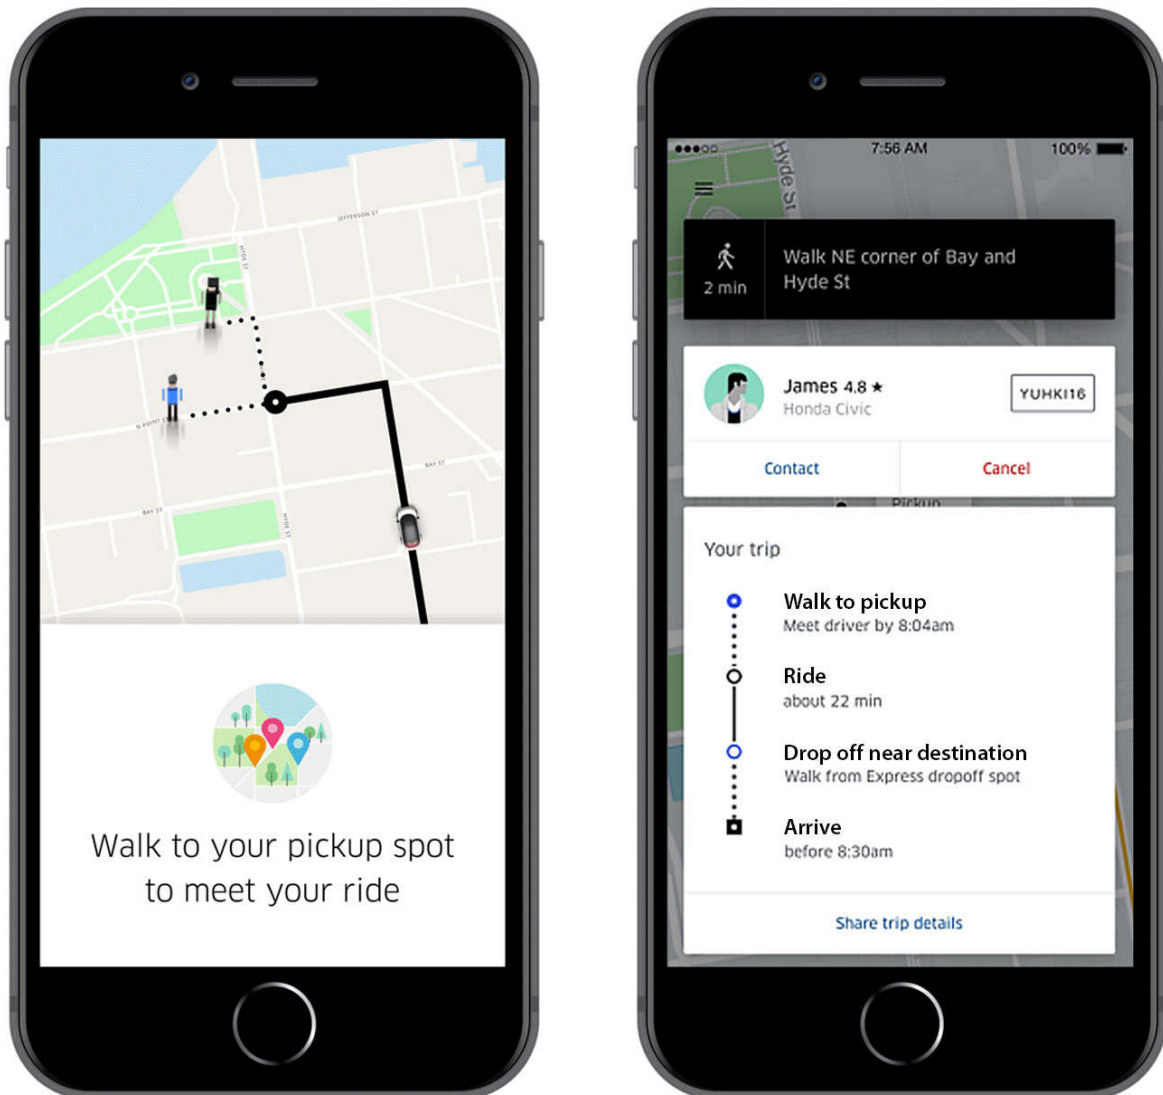 JEFFERSON ST
HYDE ST
N POINT ST
BAY ST
BAY ST
HYDE ST
Walk to your pickup spot
to meet your ride
7:56 AM
100%
Hyde St
2 min
Walk NE corner of Bay and
Hyde St
James 4.8 ★
Honda Civic
YUHKI16
Contact
Cancel
Pickup
Your trip
Walk to pickup
Meet driver by 8:04am
Ride
about 22 min
Drop off near destination
Walk from Express dropoff spot
Arrive
before 8:30am
Share trip details